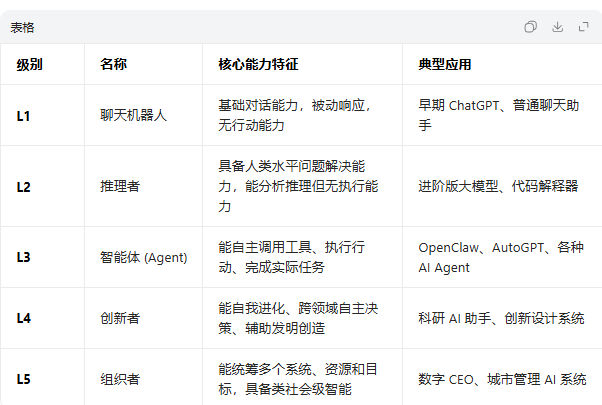 表格
级别 名称 核心能力特征 典型应用
L1 聊天机器人 基础对话能力，被动响应， 早期 ChatGPT、普通聊天助
无行动能力 手
L2 推理者 具备人类水平问题解决能 进阶版大模型、代码解释器
力，能分析推理但无执行能
力
L3 智能体 (Agent) 能自主调用工具、执行行 OpenClaw、AutoGPT、各种
动、完成实际任务 AI Agent
L4 创新者 能自我进化、跨领域自主决 科研 AI 助手、创新设计系统
策、辅助发明创造
L5 组织者 能统筹多个系统、资源和目 数字 CEO、城市管理 AI 系统
标，具备类社会级智能